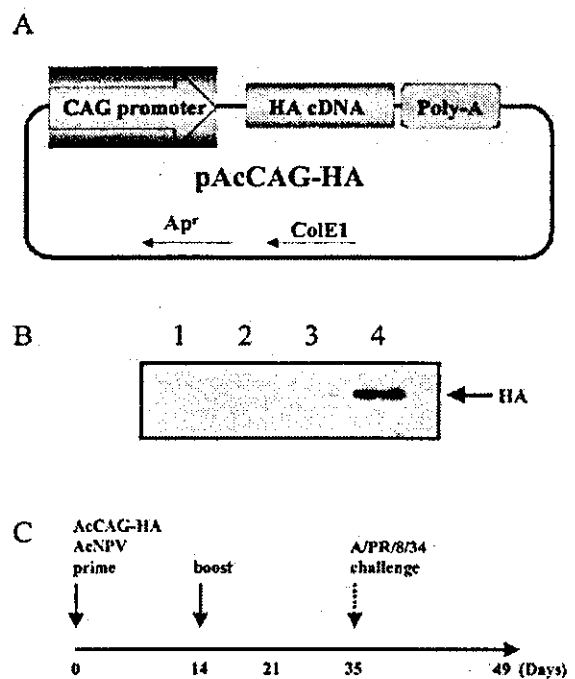 A
CAG promoter
HA cDNA
Poly-A
pAcCAG-HA
Apʳ
ColE1
B
1 2 3 4
HA
C
AcCAG-HA
AcNPV
prime
boost
A/PR/8/34
challenge
0 14 21 35 49 (Days)